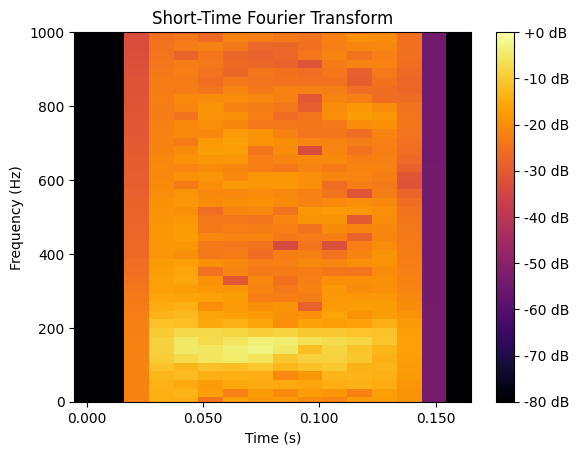 Short-Time Fourier Transform
1000
800
600
400
200
0
Frequency (Hz)
0.000
0.050
0.100
0.150
Time (s)
+0 dB
-10 dB
-20 dB
-30 dB
-40 dB
-50 dB
-60 dB
-70 dB
-80 dB